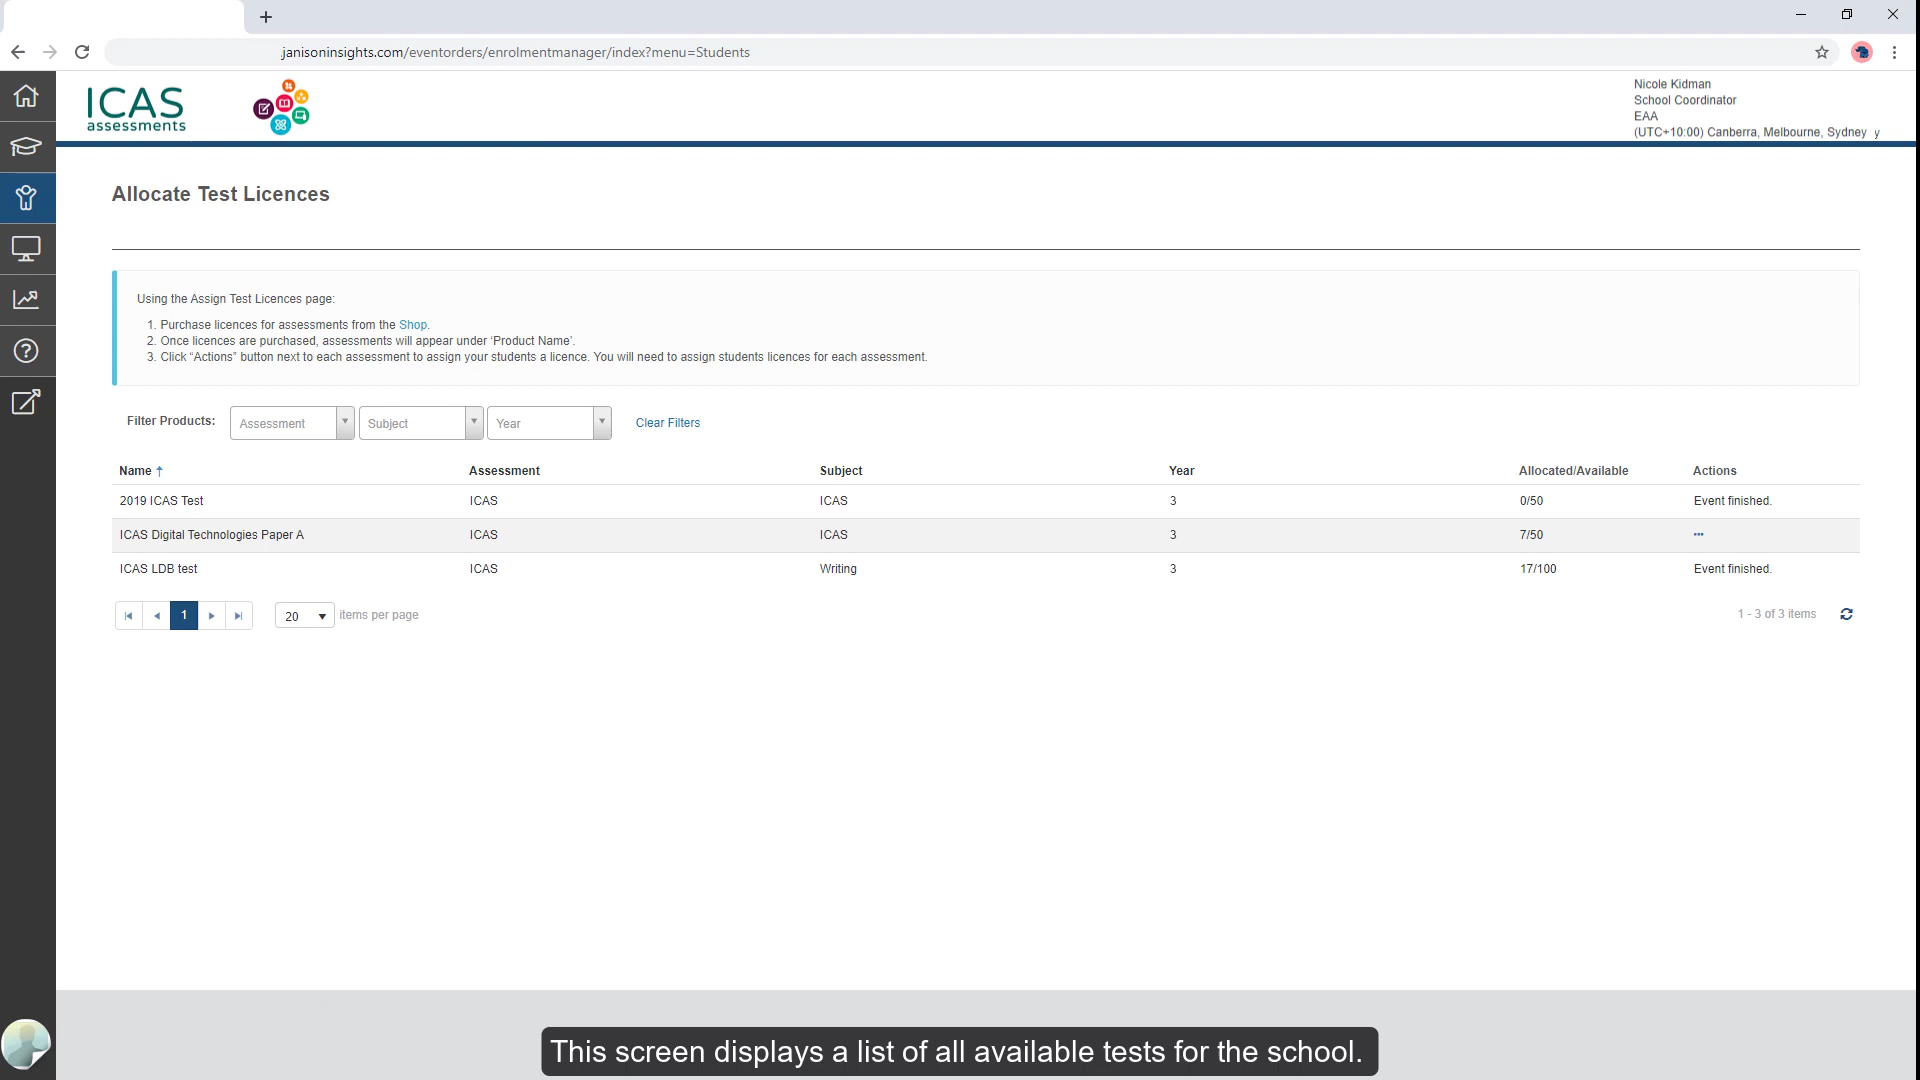 janisoninsights.com/eventorders/enrolmentmanager/index?menu=Students
ICAS
assessments
Nicole Kidman
School Coordinator
EAA
(UTC+10:00) Canberra, Melbourne, Sydney y
Allocate Test Licences
Using the Assign Test Licences page:
1. Purchase licences for assessments from the Shop.
2. Once licences are purchased, assessments will appear under ‘Product Name’.
3. Click “Actions” button next to each assessment to assign your students a licence. You will need to assign students licences for each assessment.
Filter Products: Assessment Subject Year Clear Filters
Name ↑ Assessment Subject Year Allocated/Available Actions
2019 ICAS Test ICAS ICAS 3 0/50 Event finished.
ICAS Digital Technologies Paper A ICAS ICAS 3 7/50 ...
ICAS LDB test ICAS Writing 3 17/100 Event finished.
1 20 items per page 1 - 3 of 3 items
This screen displays a list of all available tests for the school.